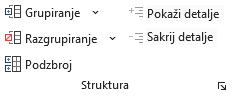 Grupiranje
Pokaži detalje
Razgrupiranje
Sakrij detalje
Podzbroj
Struktura